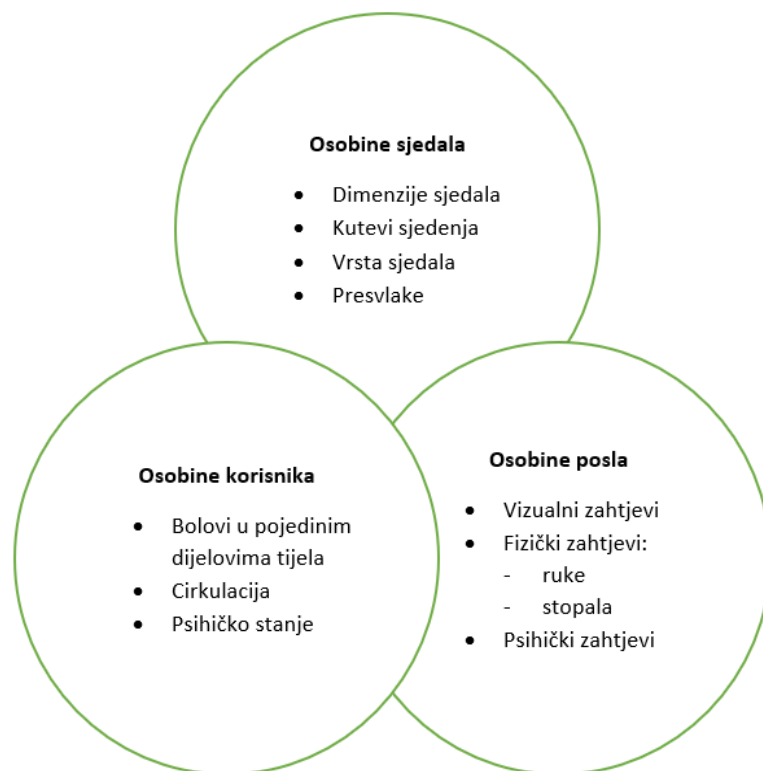 Osobine sjedala
• Dimenzije sjedala
• Kutevi sjedenja
• Vrsta sjedala
• Presvlake
Osobine korisnika
• Bolovi u pojedinim
dijelovima tijela
• Cirkulacija
• Psihičko stanje
Osobine posla
• Vizualni zahtjevi
• Fizički zahtjevi:
- ruke
- stopala
• Psihički zahtjevi